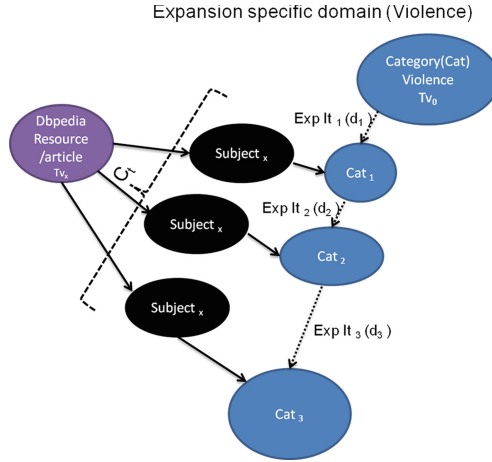 Expansion specific domain (Violence)
Category(Cat)
Violence
Tv₀
Dbpedia
Resource
/article
Tvₓ
Exp It ₁ (d₁)
Subject ₓ
Cat ₁
Cₜ
Exp It ₂ (d₂)
Subject ₓ
Cat ₂
Subject ₓ
Exp It ₃ (d₃)
Cat ₃